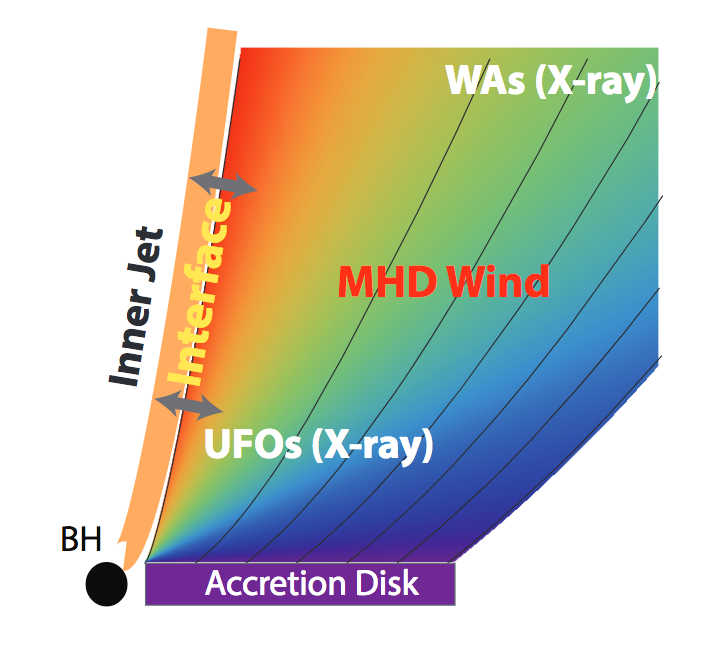 WAs (X-ray)
Inner Jet
Interface
MHD Wind
UFOs (X-ray)
BH
Accretion Disk